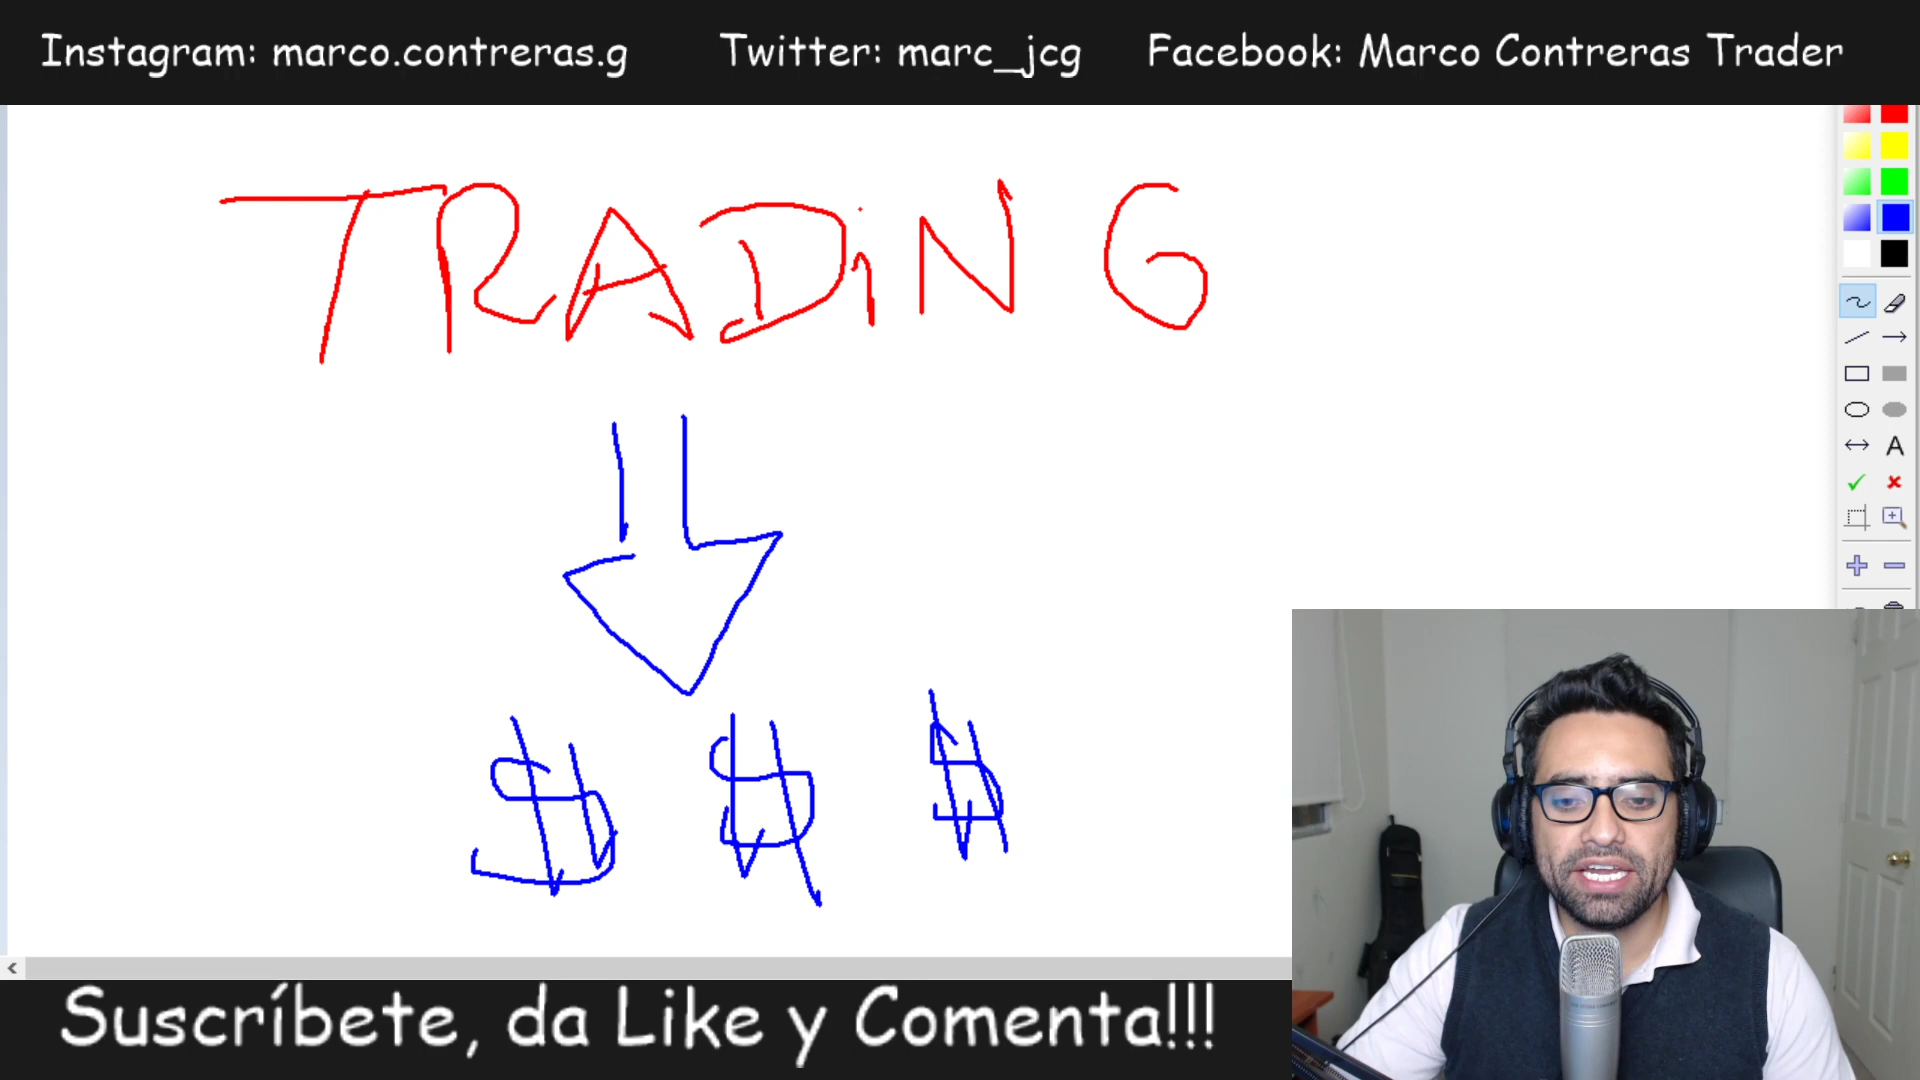 Instagram: marco.contreras.g Twitter: marc_jcg Facebook: Marco Contreras Trader
TRADiNG
A
$ $ $
Suscríbete, da Like y Comenta!!!